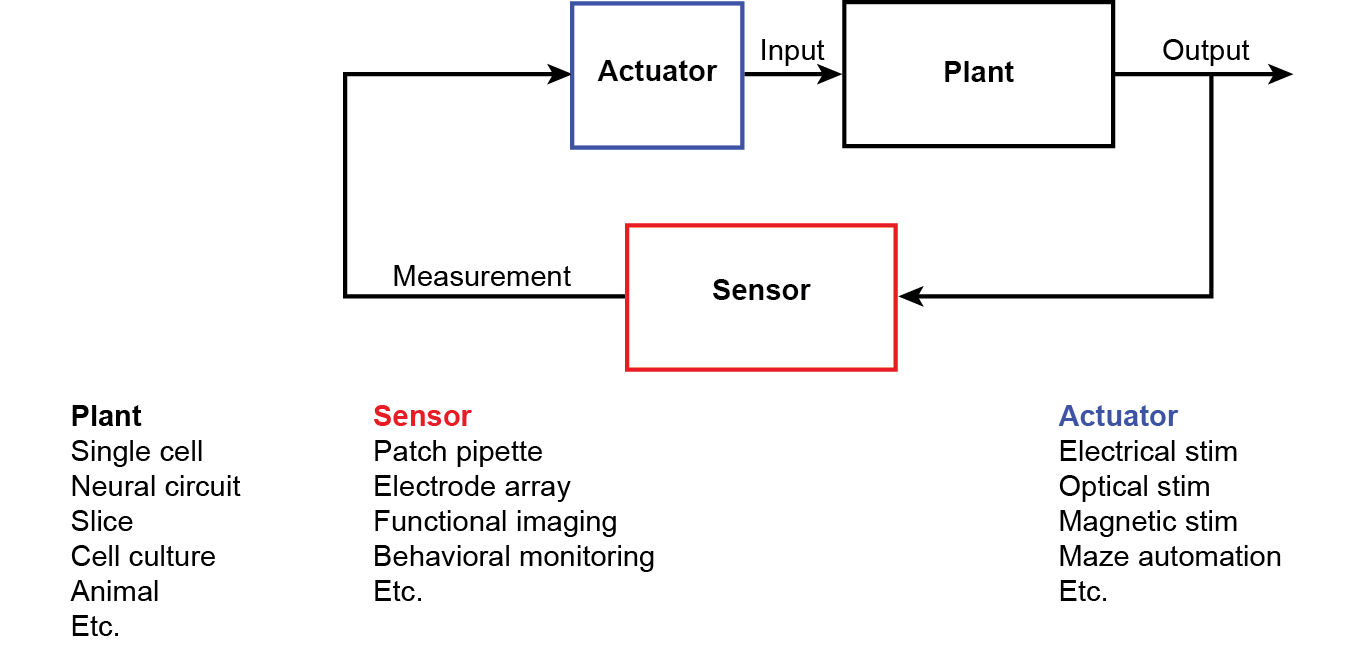 Input
Output
Actuator
Plant
Measurement
Sensor
Plant
Single cell
Neural circuit
Slice
Cell culture
Animal
Etc.
Sensor
Patch pipette
Electrode array
Functional imaging
Behavioral monitoring
Etc.
Actuator
Electrical stim
Optical stim
Magnetic stim
Maze automation
Etc.